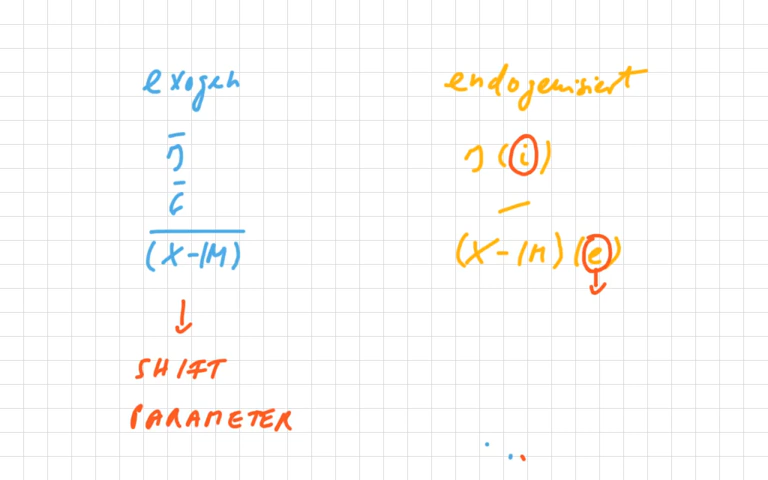 exogen
endogenisiert
Ī
I (i)
Ḡ
—
(X-IM)
(X-IM) (e)
↓
SHIFT
PARAMETER